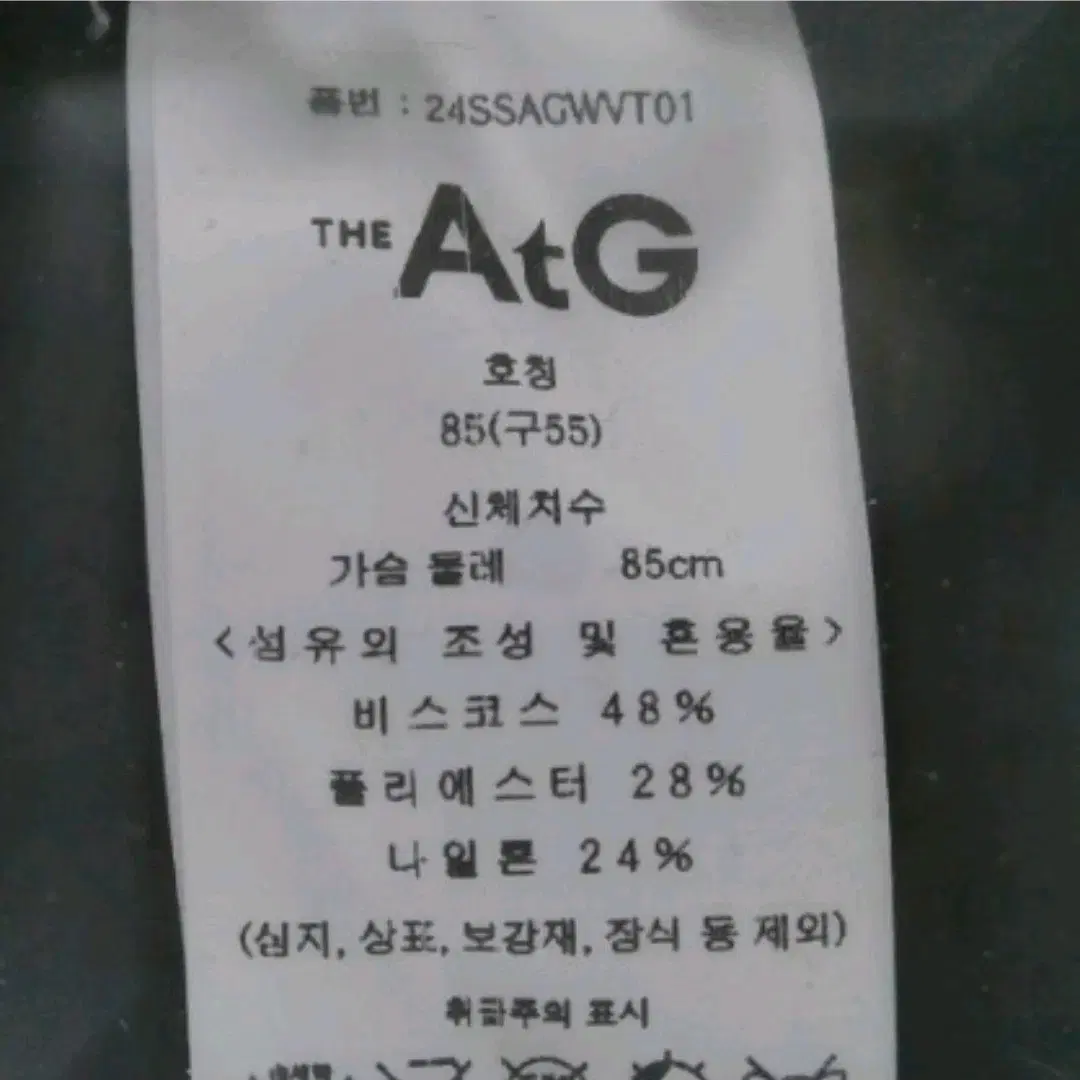 품번 : 24SSAGWVT01
THE AtG
호칭
85(구55)
신체치수
가슴 둘레 85cm
<섬유의 조성 및 혼용율>
비스코스 48%
폴리에스터 28%
나일론 24%
(심지, 상표, 보강재, 장식 등 제외)
취급주의 표시